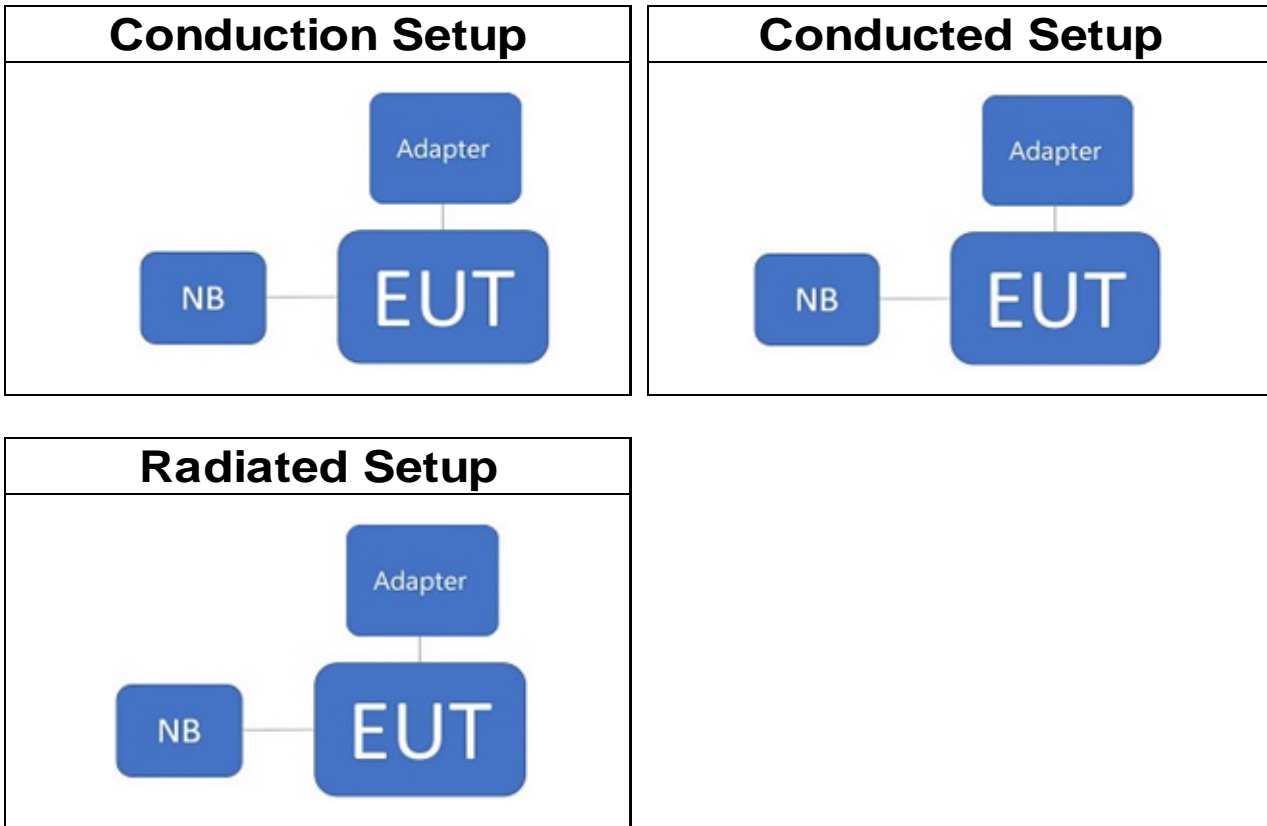 Conduction Setup
Adapter
NB
EUT
Conducted Setup
Adapter
NB
EUT
Radiated Setup
Adapter
NB
EUT